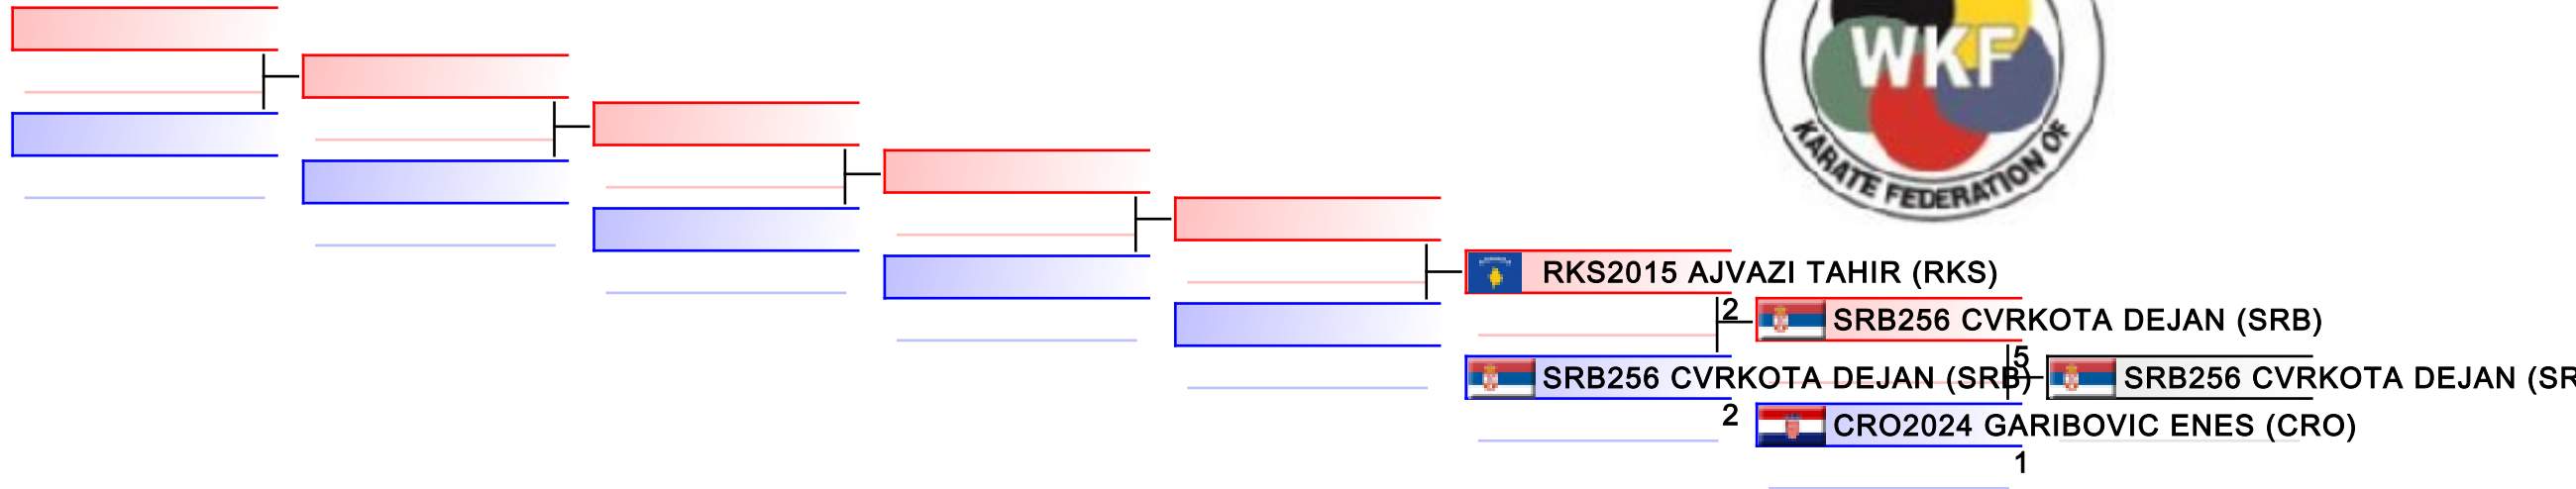 WKF
KARATE FEDERATION OF
RKS2015 AJVAZI TAHIR (RKS)
2
SRB256 CVRKOTA DEJAN (SRB)
5
SRB256 CVRKOTA DEJAN (SRB)
SRB256 CVRKOTA DEJAN (SR
2
CRO2024 GARIBOVIC ENES (CRO)
1